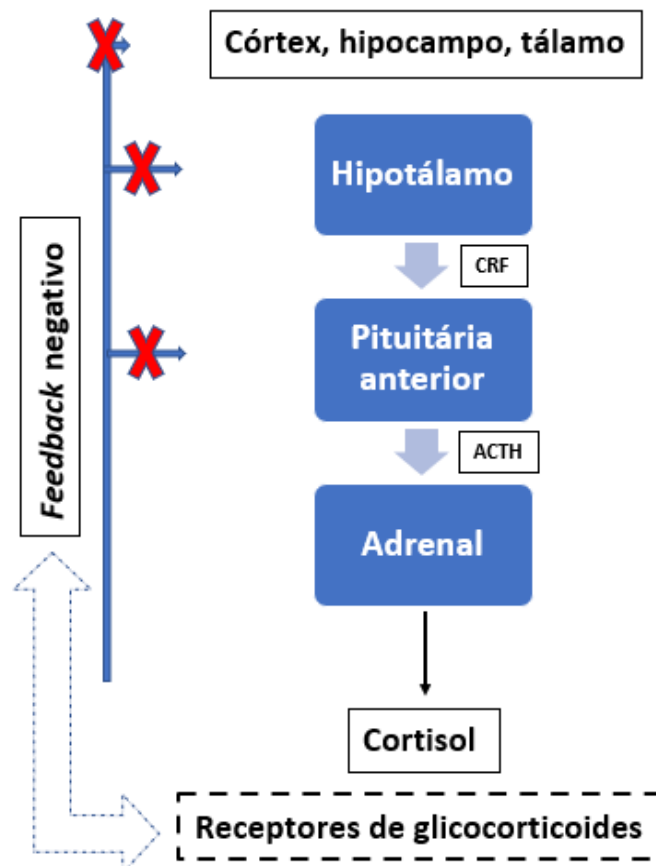 Córtex, hipocampo, tálamo
Hipotálamo
CRF
Pituitária
anterior
ACTH
Adrenal
Feedback negativo
Cortisol
Receptores de glicocorticoides